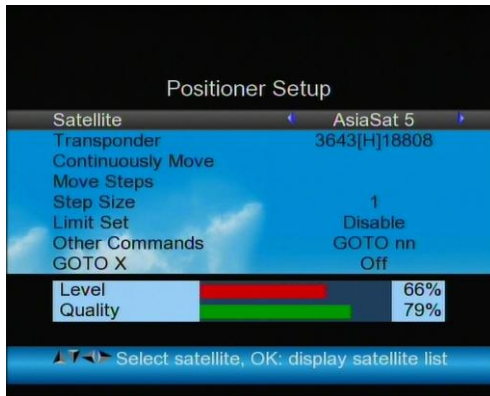 Positioner Setup
Satellite AsiaSat 5
Transponder 3643[H]18808
Continuously Move
Move Steps
Step Size 1
Limit Set Disable
Other Commands GOTO nn
GOTO X Off
Level 66%
Quality 79%
Select satellite, OK: display satellite list